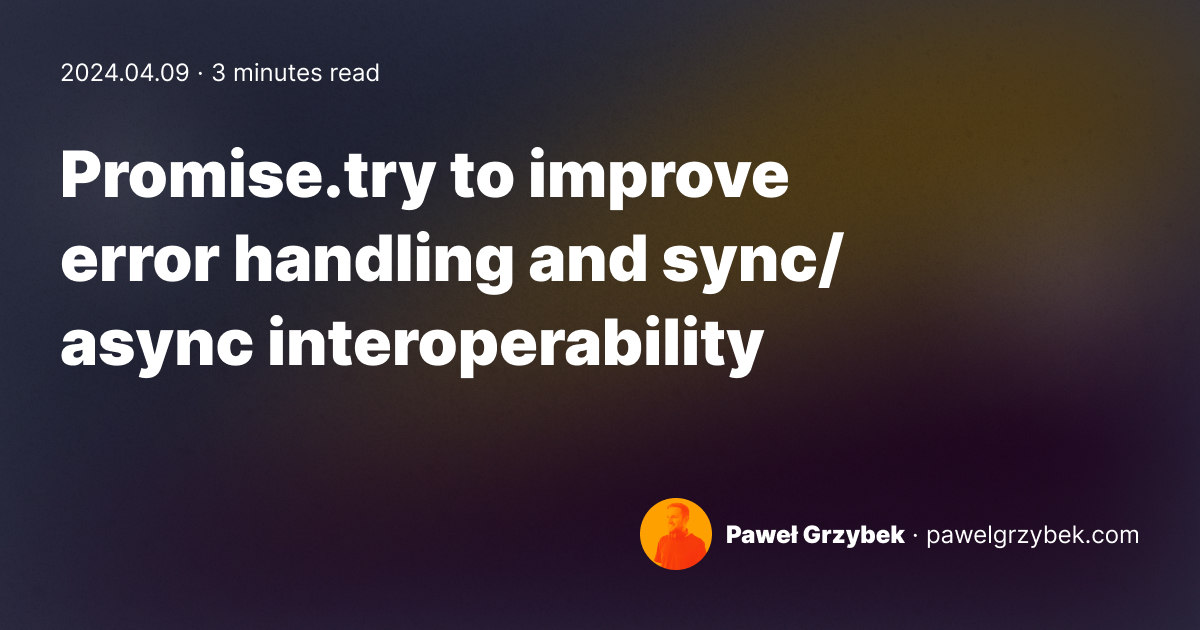 2024.04.09 · 3 minutes read
Promise.try to improve
error handling and sync/
async interoperability
Paweł Grzybek · pawelgrzybek.com